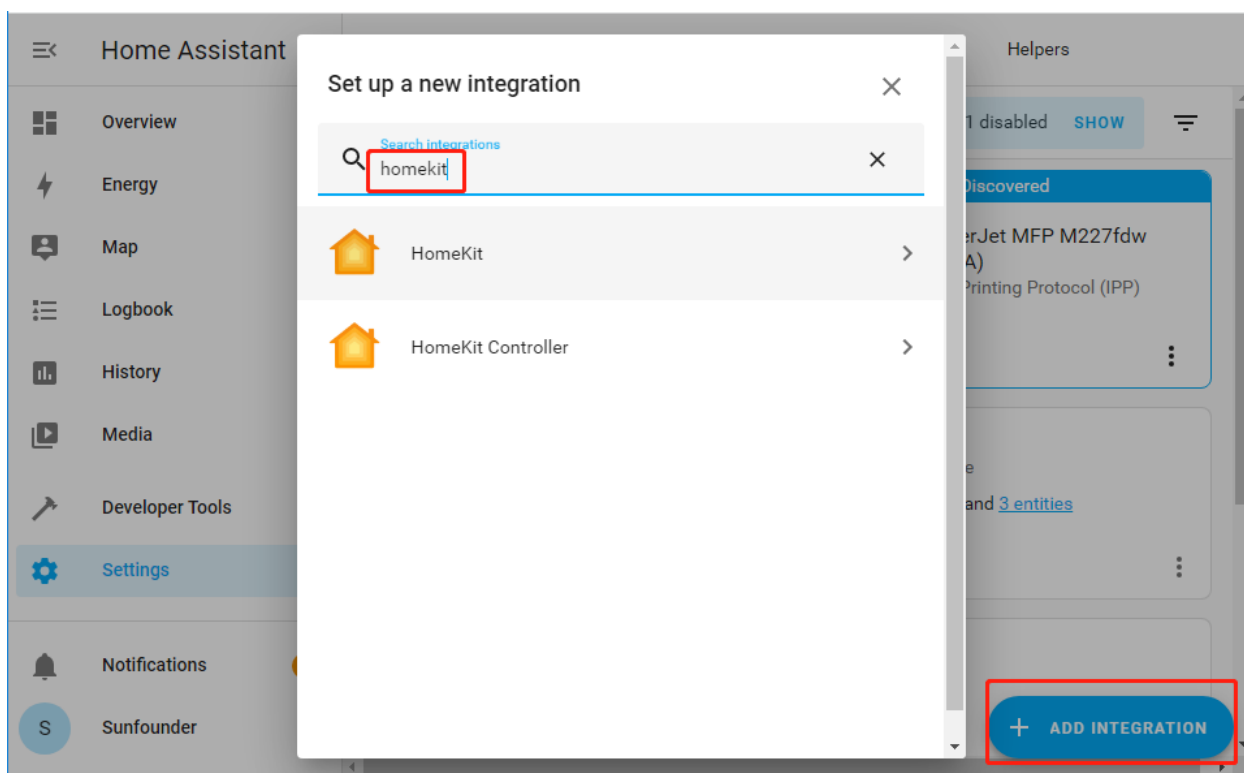 Home Assistant
Overview
Energy
Map
Logbook
History
Media
Developer Tools
Settings
Notifications
S
Sunfounder
Set up a new integration
Search integrations
homekit
HomeKit
HomeKit Controller
Helpers
1 disabled SHOW
Discovered
erJet MFP M227fdw
A)
Printing Protocol (IPP)
e
and 3 entities
ADD INTEGRATION